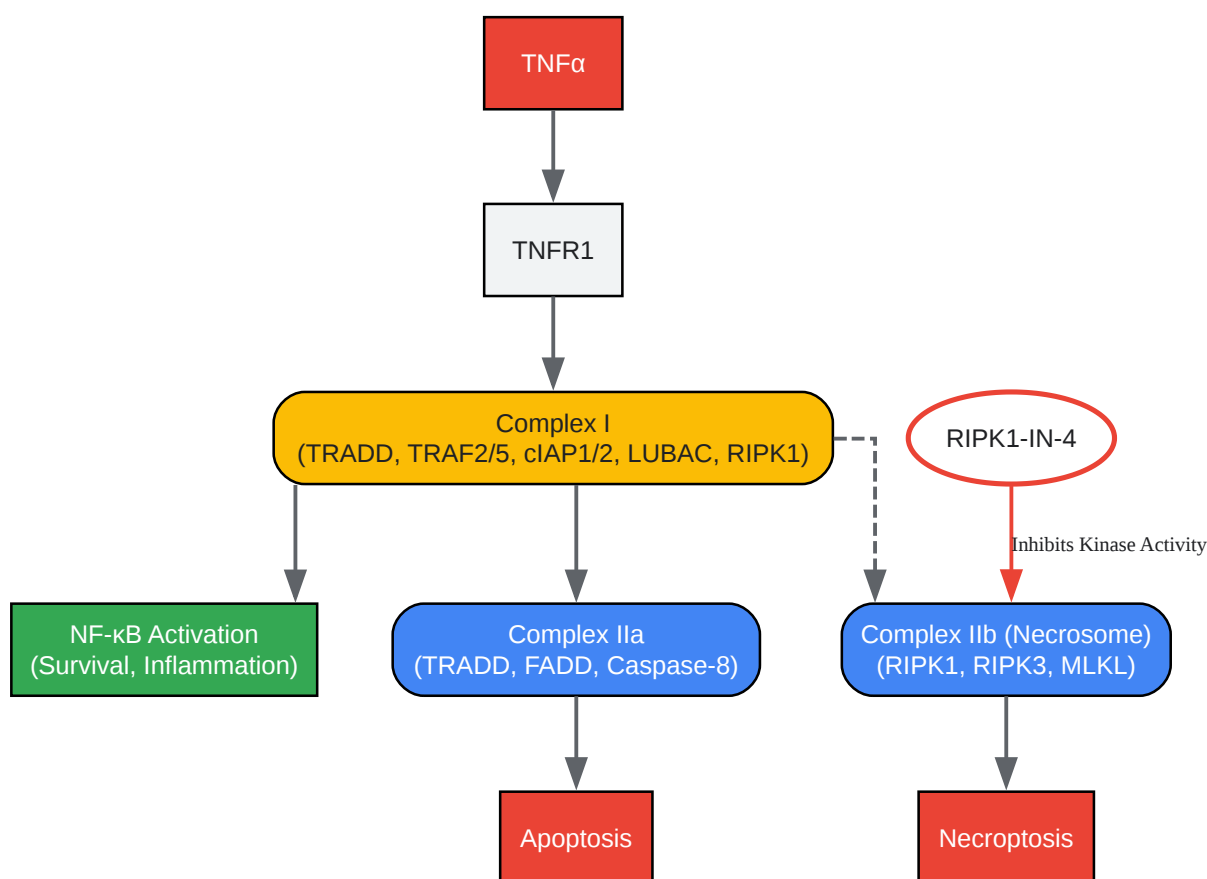 TNFα
TNFR1
Complex I
(TRADD, TRAF2/5, cIAP1/2, LUBAC, RIPK1)
RIPK1-IN-4
Inhibits Kinase Activity
NF-κB Activation
(Survival, Inflammation)
Complex IIa
(TRADD, FADD, Caspase-8)
Complex IIb (Necrosome)
(RIPK1, RIPK3, MLKL)
Apoptosis
Necroptosis